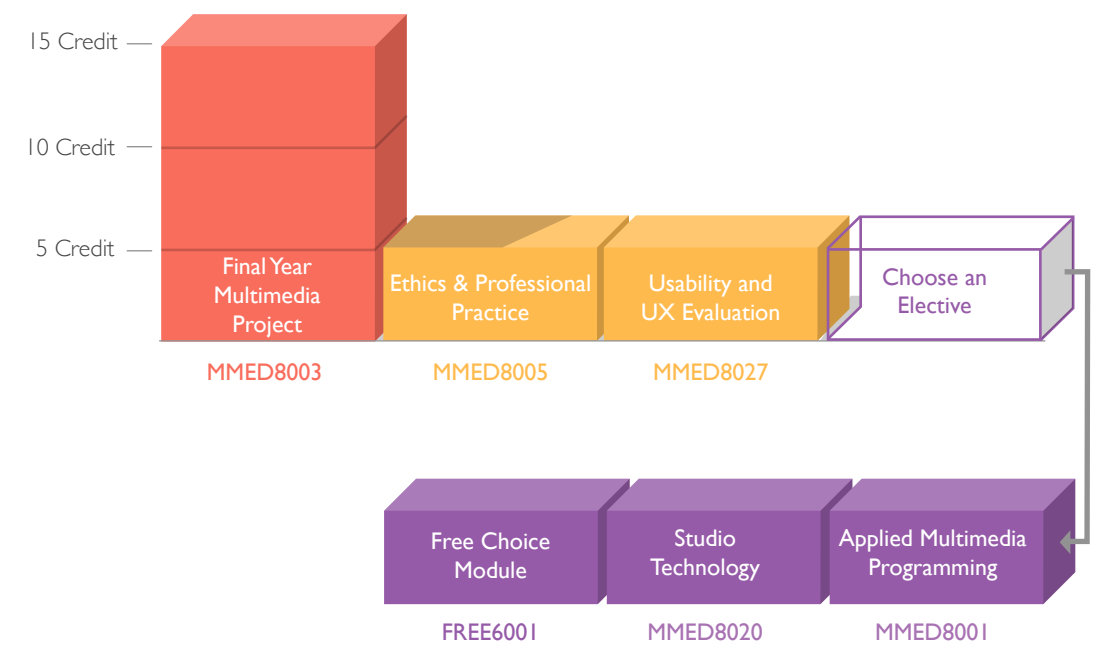 15 Credit
10 Credit
5 Credit
Final Year
Multimedia
Project
Ethics & Professional
Practice
Usability and
UX Evaluation
Choose an
Elective
MMED8003
MMED8005
MMED8027
Free Choice
Module
Studio
Technology
Applied Multimedia
Programming
FREE6001
MMED8020
MMED8001